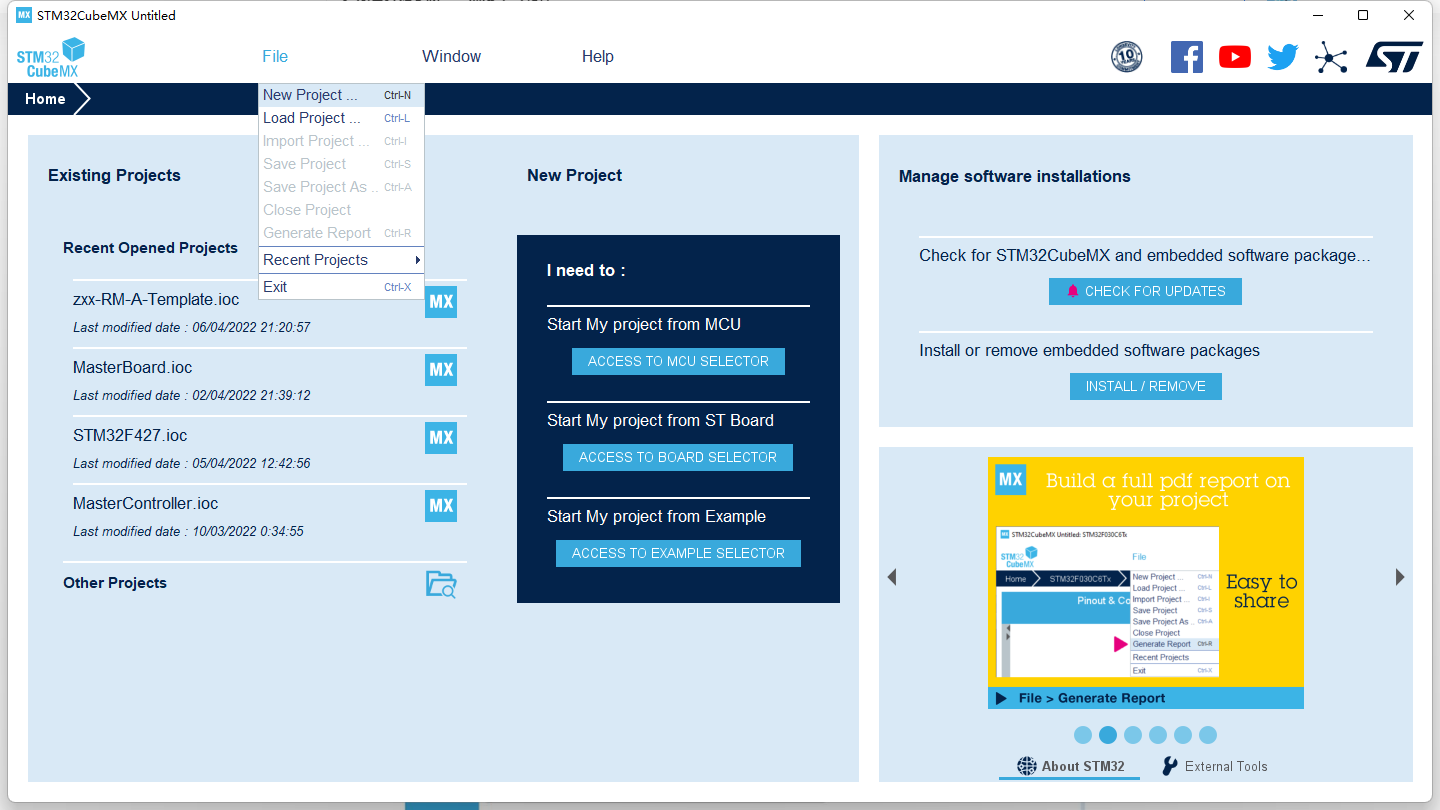 MX STM32CubeMX Untitled
STM32
CubeMX
File Window Help
10
Home
New Project ... Ctrl-N
Load Project ... Ctrl-L
Import Project ... Ctrl-I
Save Project Ctrl-S
Save Project As .. Ctrl-A
Close Project
Generate Report Ctrl-R
Recent Projects
Exit Ctrl-X
Existing Projects
Recent Opened Projects
zxx-RM-A-Template.ioc
Last modified date : 06/04/2022 21:20:57
MX
MasterBoard.ioc
Last modified date : 02/04/2022 21:39:12
MX
STM32F427.ioc
Last modified date : 05/04/2022 12:42:56
MX
MasterController.ioc
Last modified date : 10/03/2022 0:34:55
MX
Other Projects
New Project
I need to :
Start My project from MCU
ACCESS TO MCU SELECTOR
Start My project from ST Board
ACCESS TO BOARD SELECTOR
Start My project from Example
ACCESS TO EXAMPLE SELECTOR
Manage software installations
Check for STM32CubeMX and embedded software package...
CHECK FOR UPDATES
Install or remove embedded software packages
INSTALL / REMOVE
MX
Build a full pdf report on
your project
MX STM32CubeMX Untitled: STM32F030C6Tx
STM32
CubeMX
File
Home STM32F030C6Tx
Pinout & Co
New Project ... Ctrl-N
Load Project ... Ctrl-L
Import Project ... Ctrl-I
Save Project Ctrl-S
Save Project As .. Ctrl-A
Close Project
Generate Report Ctrl-R
Recent Projects
Exit Ctrl-X
Easy to
share
File > Generate Report
About STM32 External Tools